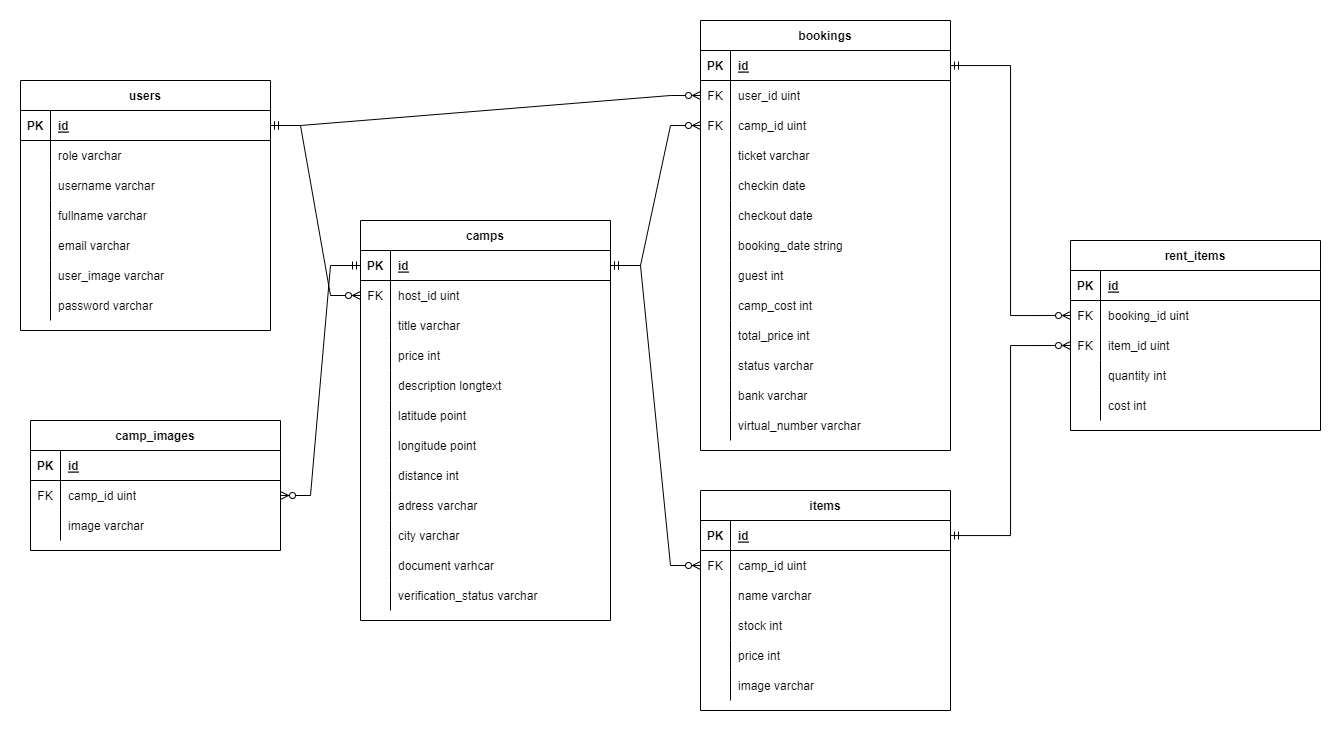 users
PK id
role varchar
username varchar
fullname varchar
email varchar
user_image varchar
password varchar
camp_images
PK id
FK camp_id uint
image varchar
camps
PK id
FK host_id uint
title varchar
price int
description longtext
latitude point
longitude point
distance int
adress varchar
city varchar
document varhcar
verification_status varchar
bookings
PK id
FK user_id uint
FK camp_id uint
ticket varchar
checkin date
checkout date
booking_date string
guest int
camp_cost int
total_price int
status varchar
bank varchar
virtual_number varchar
items
PK id
FK camp_id uint
name varchar
stock int
price int
image varchar
rent_items
PK id
FK booking_id uint
FK item_id uint
quantity int
cost int